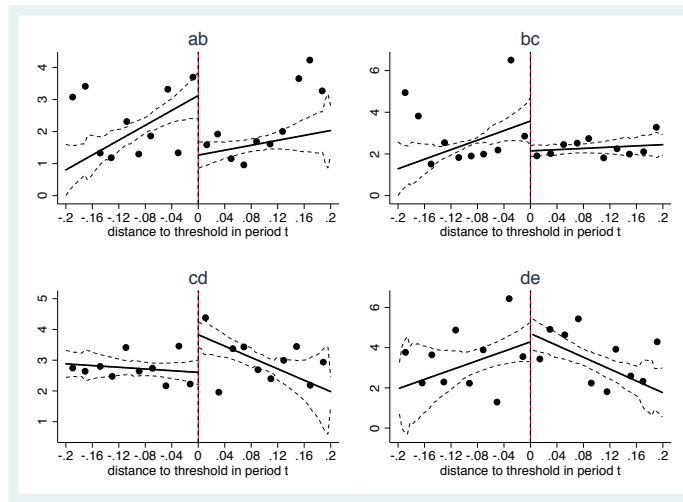 ab
4
3
2
1
0
-.2 -.16 -.12 -.08 -.04 0 .04 .08 .12 .16 .2
distance to threshold in period t
bc
6
4
2
0
-.2 -.16 -.12 -.08 -.04 0 .04 .08 .12 .16 .2
distance to threshold in period t
cd
5
4
3
2
1
-.2 -.16 -.12 -.08 -.04 0 .04 .08 .12 .16 .2
distance to threshold in period t
de
6
4
2
0
-.2 -.16 -.12 -.08 -.04 0 .04 .08 .12 .16 .2
distance to threshold in period t